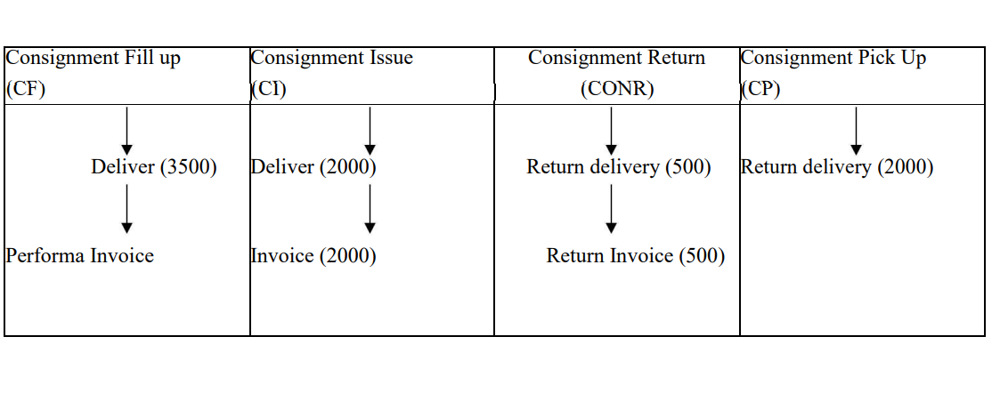 Consignment Fill up
(CF)
Consignment Issue
(CI)
Consignment Return
(CONR)
Consignment Pick Up
(CP)
Deliver (3500)
Deliver (2000)
Return delivery (500)
Return delivery (2000)
Performa Invoice
Invoice (2000)
Return Invoice (500)